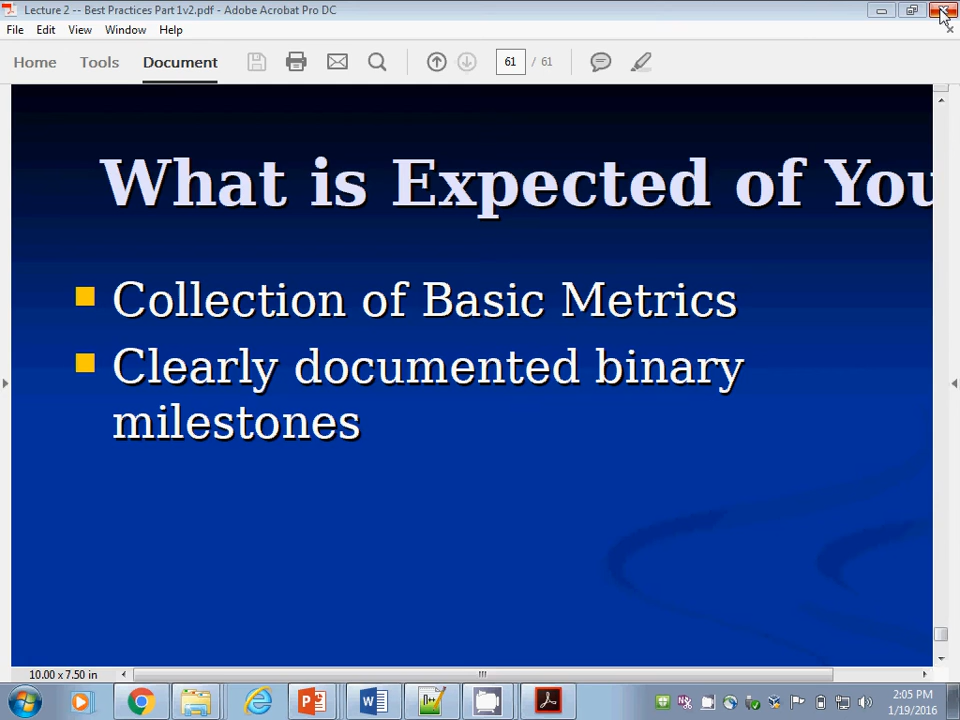 Lecture 2 -- Best Practices Part 1v2.pdf - Adobe Acrobat Pro DC
File Edit View Window Help
Home Tools Document 61 / 61
What is Expected of You
Collection of Basic Metrics
Clearly documented binary
milestones
10.00 x 7.50 in
2:05 PM
1/19/2016